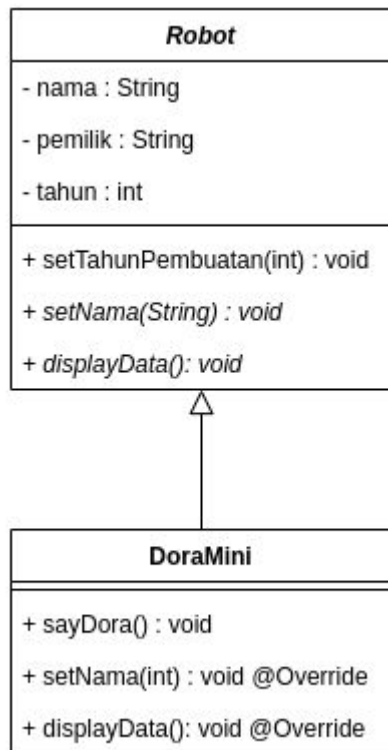 Robot
- nama : String
- pemilik : String
- tahun : int
+ setTahunPembuatan(int) : void
+ setNama(String) : void
+ displayData(): void
DoraMini
+ sayDora() : void
+ setNama(int) : void @Override
+ displayData(): void @Override